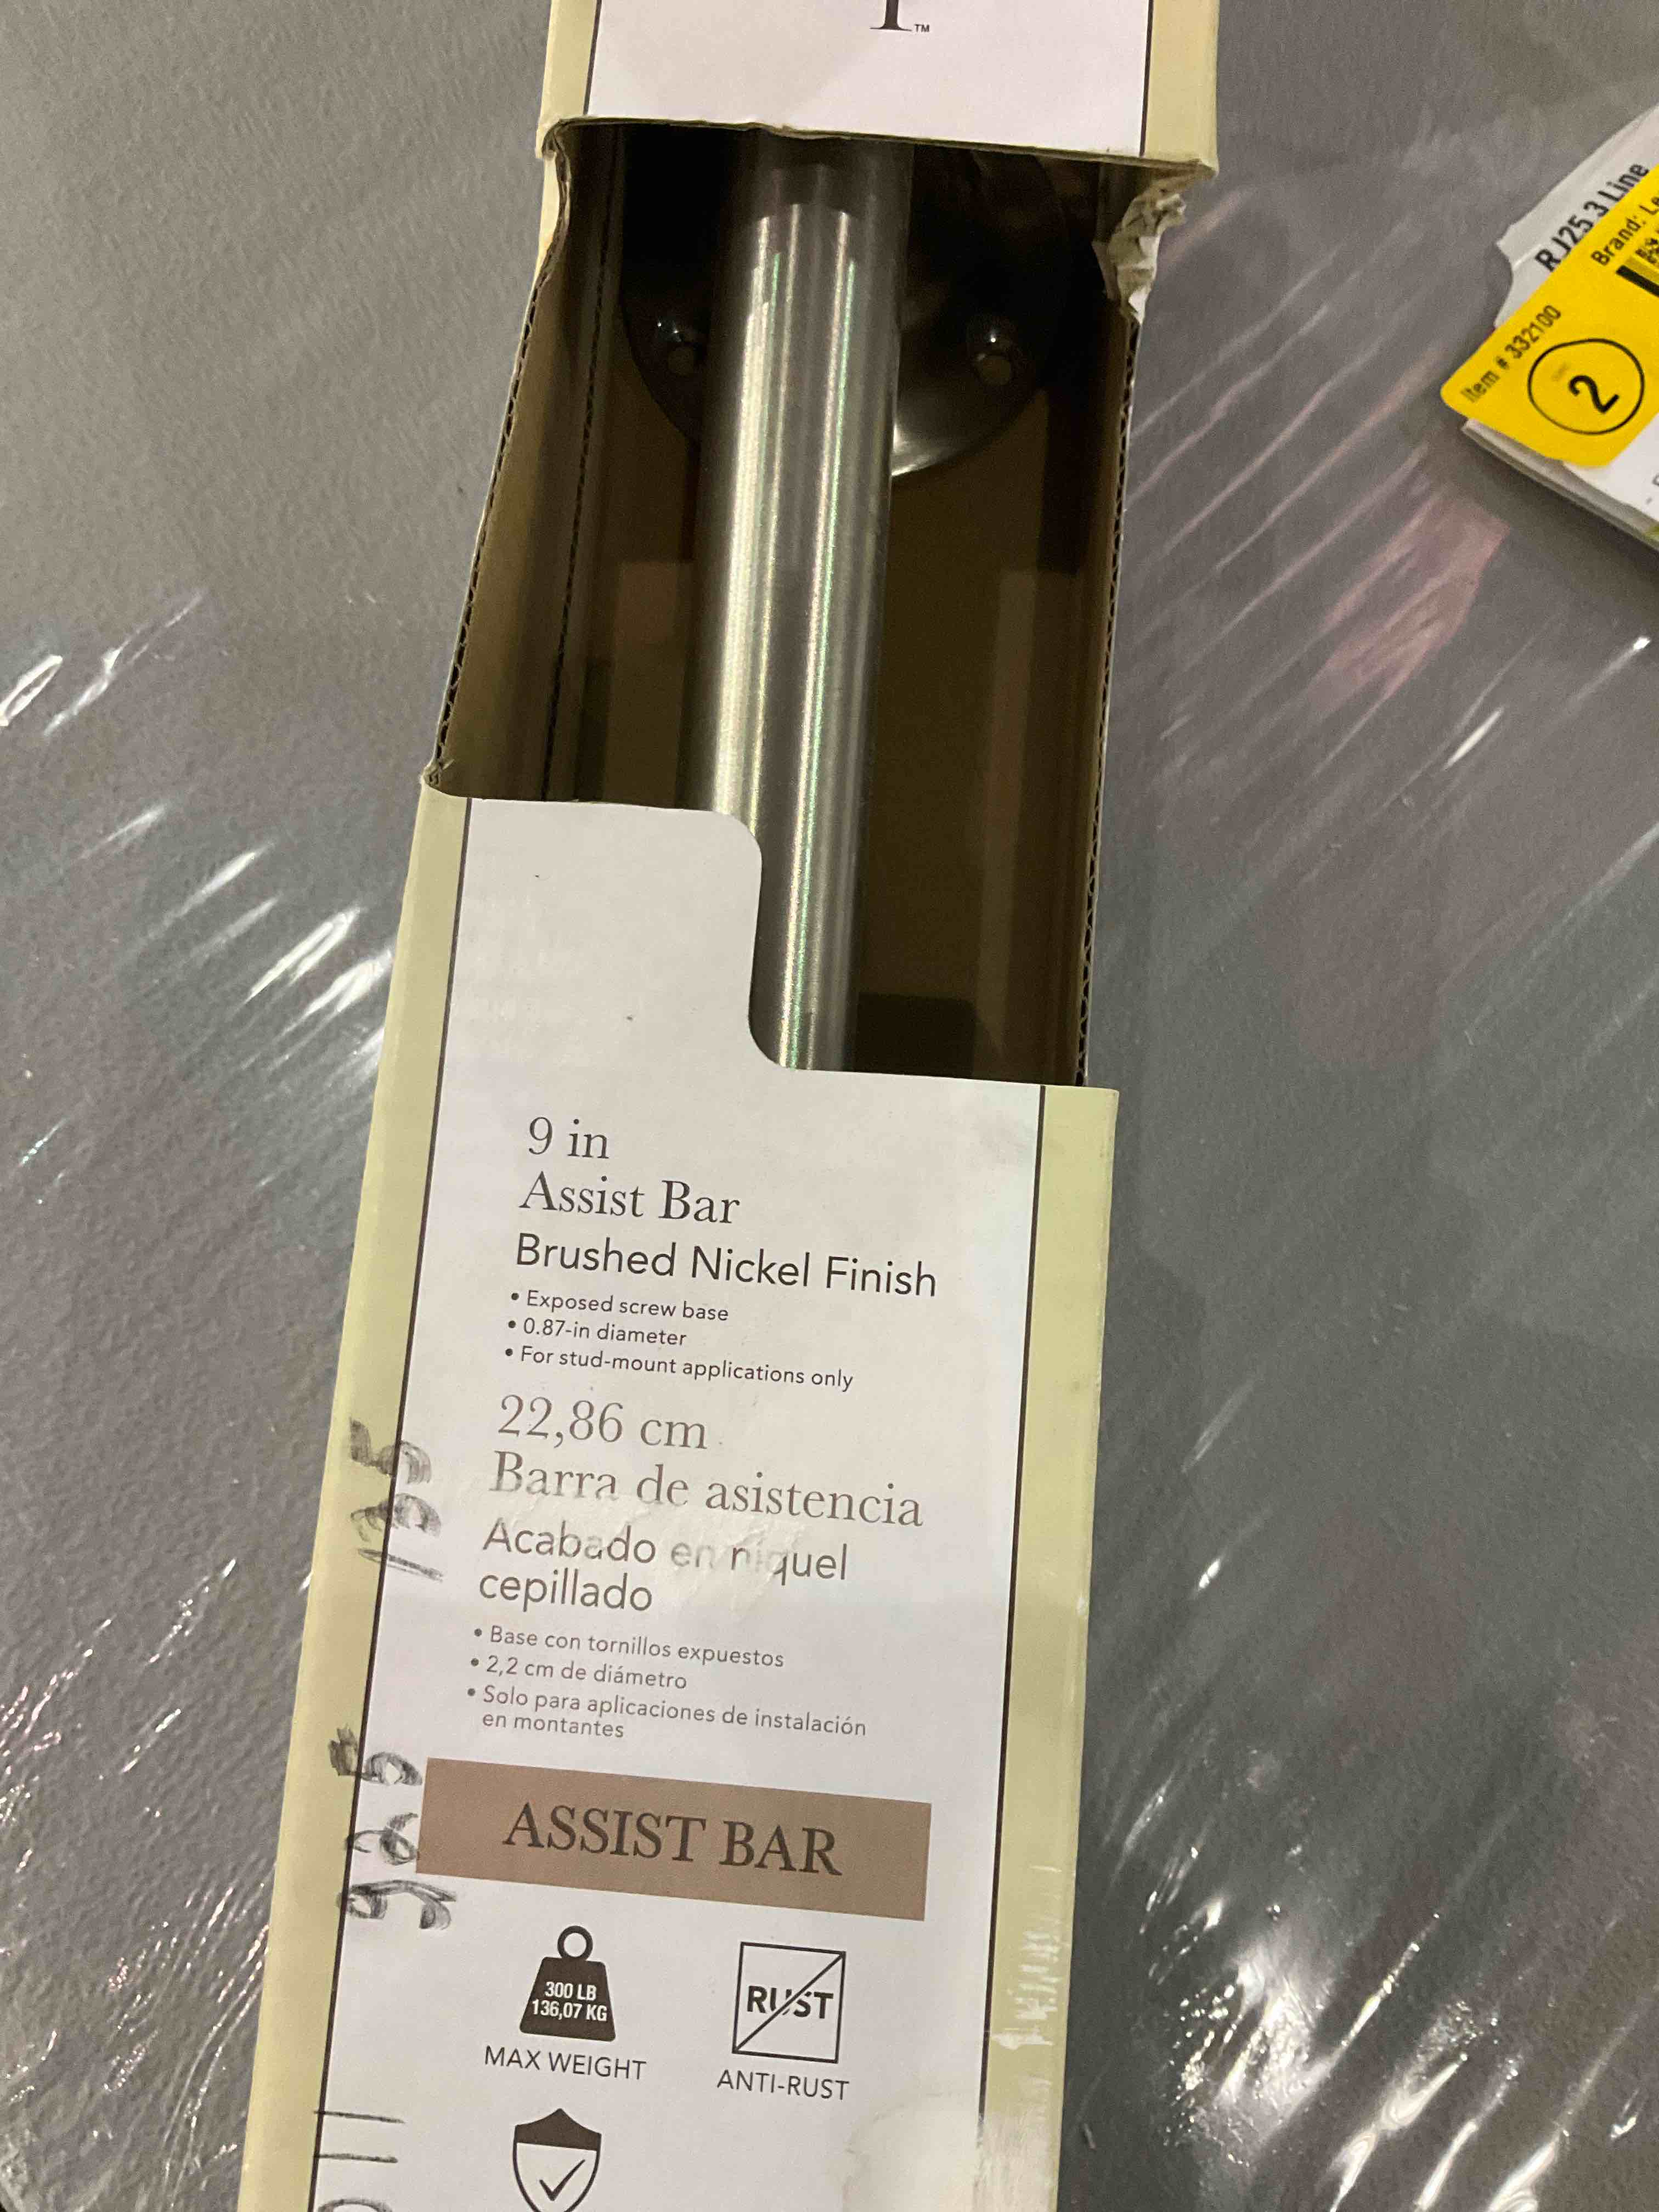 ™
RJ25 3 Line
Brand: Le
Item # 332100
2
9 in
Assist Bar
Brushed Nickel Finish
• Exposed screw base
• 0.87-in diameter
• For stud-mount applications only
22,86 cm
Barra de asistencia
Acabado en níquel
cepillado
• Base con tornillos expuestos
• 2,2 cm de diámetro
• Solo para aplicaciones de instalación
en montantes
ASSIST BAR
300 LB
136,07 KG
MAX WEIGHT
RUST
ANTI-RUST